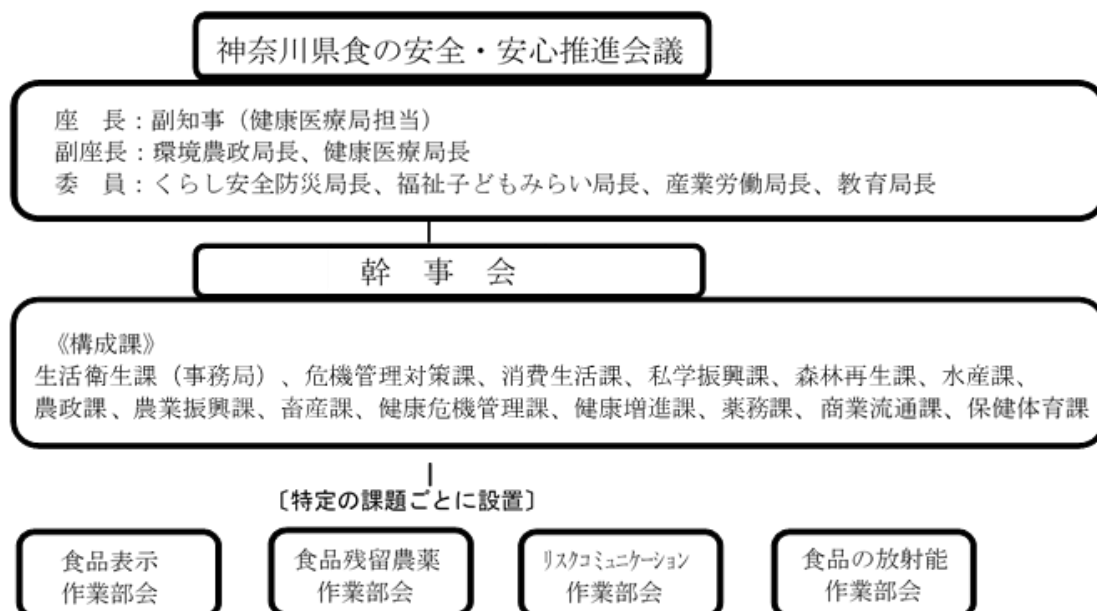 神奈川県食の安全・安心推進会議
座　長：副知事（健康医療局担当）
副座長：環境農政局長、健康医療局長
委　員：くらし安全防災局長、福祉子どもみらい局長、産業労働局長、教育局長
幹　事　会
《構成課》
生活衛生課（事務局）、危機管理対策課、消費生活課、私学振興課、森林再生課、水産課、
農政課、農業振興課、畜産課、健康危機管理課、健康増進課、薬務課、商業流通課、保健体育課
〔特定の課題ごとに設置〕
食品表示
作業部会
食品残留農薬
作業部会
ﾘｽｸｺﾐｭﾆｹｰｼｮﾝ
作業部会
食品の放射能
作業部会